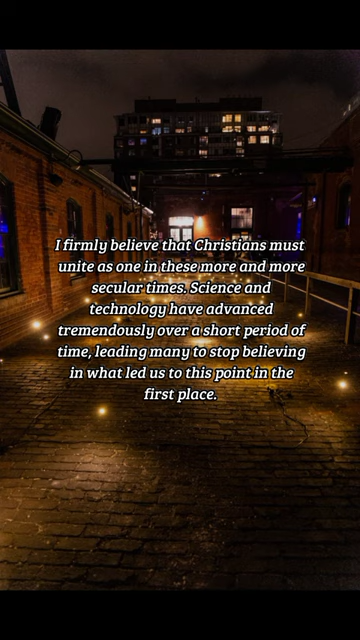 I firmly believe that Christians must
unite as one in these more and more
secular times. Science and
technology have advanced
tremendously over a short period of
time, leading many to stop believing
in what led us to this point in the
first place.